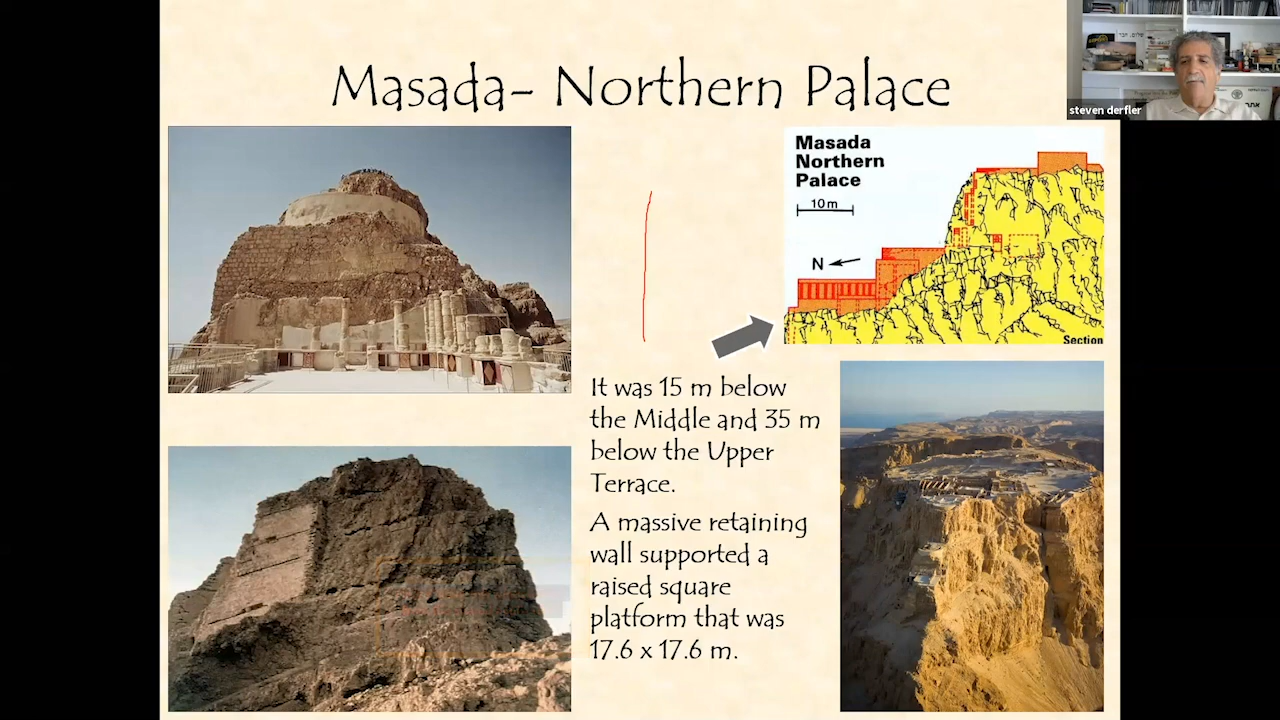 Masada- Northern Palace
steven derfler
Masada
Northern
Palace
10m
N
Section
It was 15 m below
the Middle and 35 m
below the Upper
Terrace.
A massive retaining
wall supported a
raised square
platform that was
17.6 x 17.6 m.